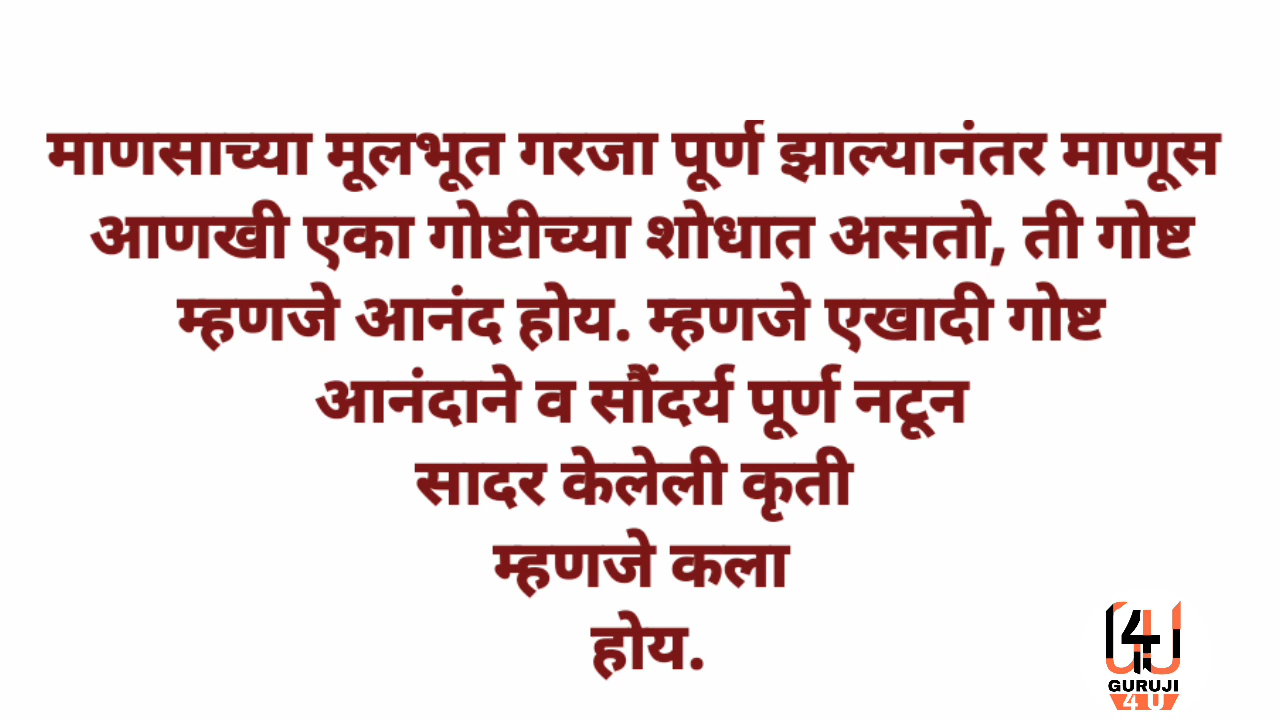 माणसाच्या मूलभूत गरजा पूर्ण झाल्यानंतर माणूस
आणखी एका गोष्टीच्या शोधात असतो, ती गोष्ट
म्हणजे आनंद होय. म्हणजे एखादी गोष्ट
आनंदाने व सौंदर्य पूर्ण नटून
सादर केलेली कृती
म्हणजे कला
होय.
G4U
GURUJI
4 U